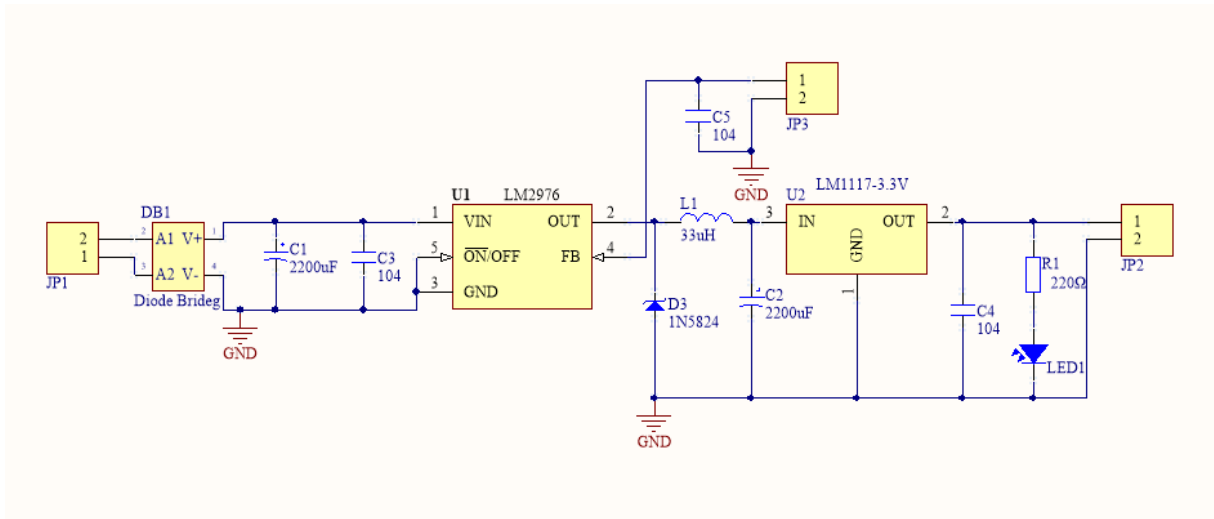 1
2
JP3
C5
104
GND
DB1
2
1
JP1
2
3
A1 V+
A2 V-
1
4
Diode Brideg
GND
C1
2200uF
C3
104
U1
LM2976
1
5
3
VIN
ON/OFF
GND
OUT
FB
2
4
L1
33uH
D3
1N5824
GND
C2
2200uF
U2
LM1117-3.3V
3
IN
OUT
GND
2
1
C4
104
R1
220Ω
LED1
1
2
JP2